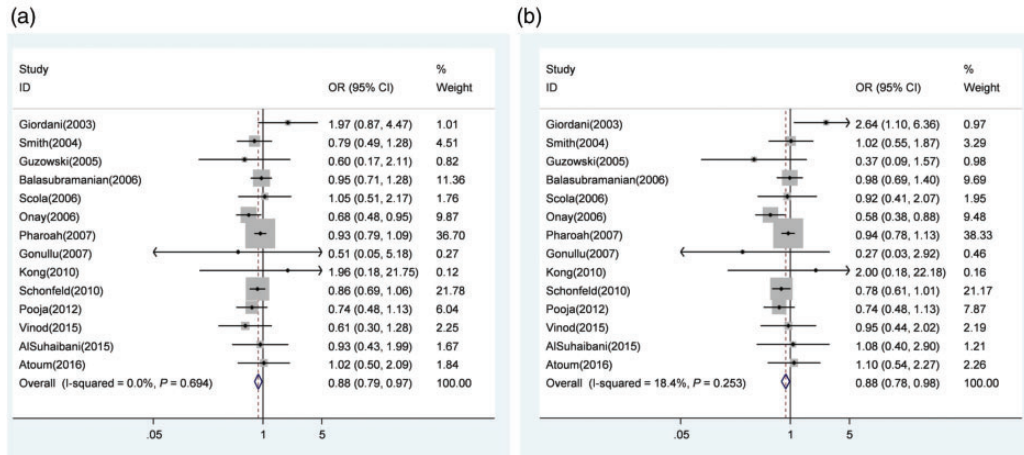 (a)
Study % 
ID OR (95% CI) Weight
Giordani(2003) 1.97 (0.87, 4.47) 1.01
Smith(2004) 0.79 (0.49, 1.28) 4.51
Guzowski(2005) 0.60 (0.17, 2.11) 0.82
Balasubramanian(2006) 0.95 (0.71, 1.28) 11.36
Scola(2006) 1.05 (0.51, 2.17) 1.76
Onay(2006) 0.68 (0.48, 0.95) 9.87
Pharoah(2007) 0.93 (0.79, 1.09) 36.70
Gonullu(2007) 0.51 (0.05, 5.18) 0.27
Kong(2010) 1.96 (0.18, 21.75) 0.12
Schonfeld(2010) 0.86 (0.69, 1.06) 21.78
Pooja(2012) 0.74 (0.48, 1.13) 6.04
Vinod(2015) 0.61 (0.30, 1.28) 2.25
AlSuhaibani(2015) 0.93 (0.43, 1.99) 1.67
Atoum(2016) 1.02 (0.50, 2.09) 1.84
Overall (I-squared = 0.0%, P = 0.694) 0.88 (0.79, 0.97) 100.00
.05 1 5
(b)
Study %
ID OR (95% CI) Weight
Giordani(2003) 2.64 (1.10, 6.36) 0.97
Smith(2004) 1.02 (0.55, 1.87) 3.29
Guzowski(2005) 0.37 (0.09, 1.57) 0.98
Balasubramanian(2006) 0.98 (0.69, 1.40) 9.69
Scola(2006) 0.92 (0.41, 2.07) 1.95
Onay(2006) 0.58 (0.38, 0.88) 9.48
Pharoah(2007) 0.94 (0.78, 1.13) 38.33
Gonullu(2007) 0.27 (0.03, 2.92) 0.46
Kong(2010) 2.00 (0.18, 22.18) 0.16
Schonfeld(2010) 0.78 (0.61, 1.01) 21.17
Pooja(2012) 0.74 (0.48, 1.13) 7.87
Vinod(2015) 0.95 (0.44, 2.02) 2.19
AlSuhaibani(2015) 1.08 (0.40, 2.90) 1.21
Atoum(2016) 1.10 (0.54, 2.27) 2.26
Overall (I-squared = 18.4%, P = 0.253) 0.88 (0.78, 0.98) 100.00
.05 1 5